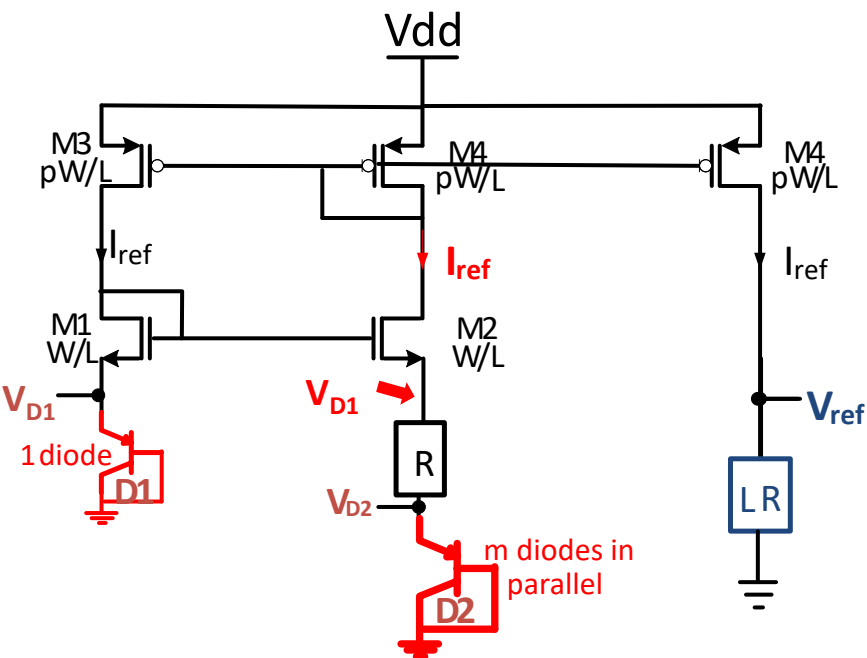 Vdd
M3
pW/L
M4
pW/L
M4
pW/L
Iref
Iref
Iref
M1
W/L
M2
W/L
VD1
VD1
Vref
1 diode
D1
R
LR
VD2
m diodes in
parallel
D2